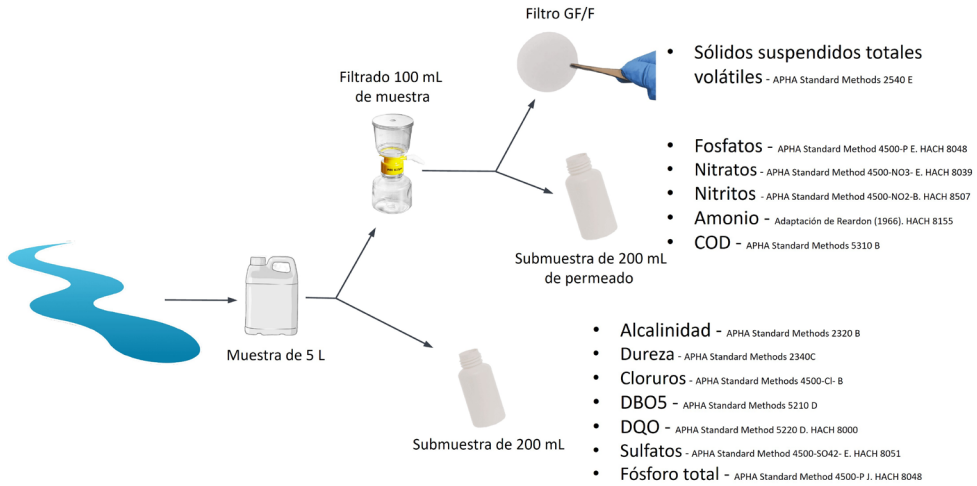 Filtro GF/F
• Sólidos suspendidos totales
volátiles - APHA Standard Methods 2540 E
Filtrado 100 mL
de muestra
• Fosfatos - APHA Standard Method 4500-P E. HACH 8048
• Nitratos - APHA Standard Method 4500-NO3- E. HACH 8039
• Nitritos - APHA Standard Method 4500-NO2-B. HACH 8507
• Amonio - Adaptación de Reardon (1966). HACH 8155
• COD - APHA Standard Methods 5310 B
Submuestra de 200 mL
de permeado
Muestra de 5 L
• Alcalinidad - APHA Standard Methods 2320 B
• Dureza - APHA Standard Methods 2340C
• Cloruros - APHA Standard Methods 4500-Cl- B
• DBO5 - APHA Standard Methods 5210 D
• DQO - APHA Standard Method 5220 D. HACH 8000
• Sulfatos - APHA Standard Method 4500-SO42- E. HACH 8051
• Fósforo total - APHA Standard Method 4500-P J. HACH 8048
Submuestra de 200 mL